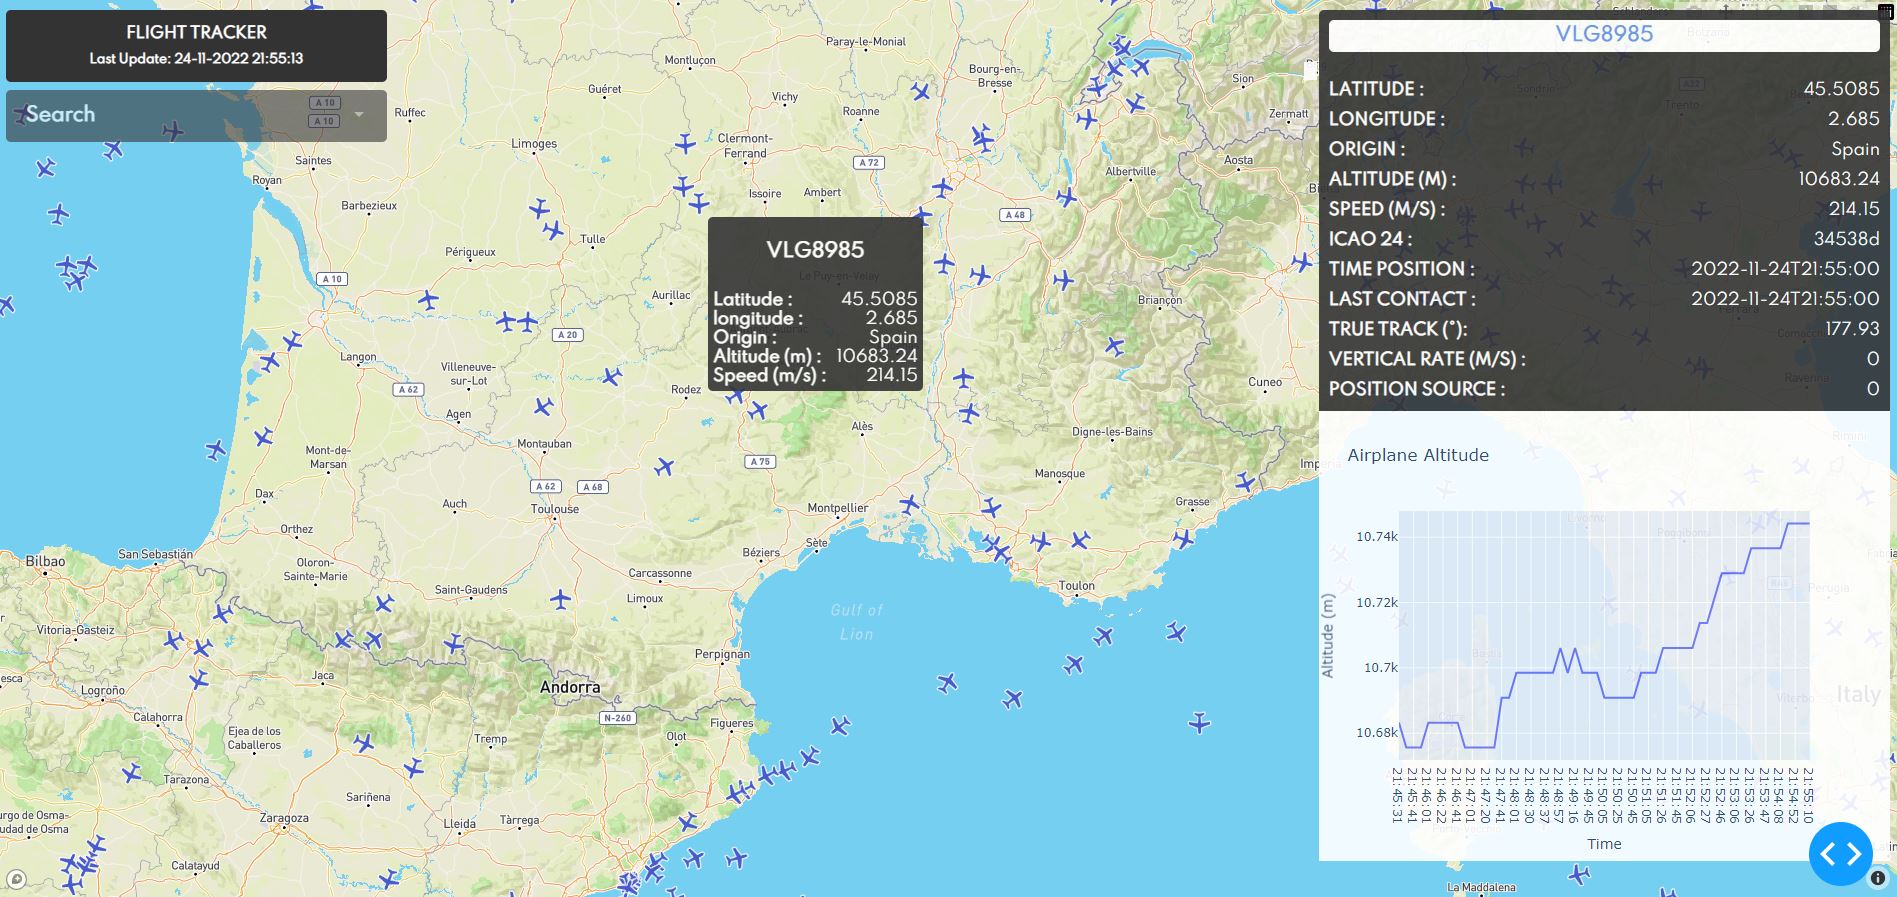 FLIGHT TRACKER
Last Update: 24-11-2022 21:55:13
Search
A 10
A 10
Ruffec
Saintes
Royan
Barbezieux
Limoges
Guéret
Montluçon
Paray-le-Monial
Vichy
Roanne
Bourg-en-
Bresse
Clermont-
Ferrand
A 72
Issoire
Ambert
Albertville
Sion
Zermatt
Aosta
A 48
Périgueux
Tulle
Aurillac
A 10
A 20
Briançon
Langon
Villeneuve-
sur-Lot
A 62
Agen
Rodez
Cuneo
Montauban
Alès
Digne-les-Bains
Mont-de-
Marsan
A 75
Manosque
Dax
Auch
A 62
A 68
Toulouse
Montpellier
Grasse
Orthez
Sète
Béziers
Bilbao
San Sebastián
Oloron-
Sainte-Marie
Saint-Gaudens
Carcassonne
Limoux
Toulon
Gulf of
Lion
Vitoria-Gasteiz
Perpignan
Logroño
Jaca
Andorra
N-260
Calahorra
Ejea de los
Caballeros
Tremp
Olot
Figueres
Tarazona
Sariñena
Zaragoza
Lleida
Tàrrega
Calatayud
La Maddalena
VLG8985
Le Puy-en-Velay
Latitude : 45.5085
longitude : 2.685
Origin : Spain
Altitude (m) : 10683.24
Speed (m/s) : 214.15
VLG8985
LATITUDE : 45.5085
LONGITUDE : 2.685
ORIGIN : Spain
ALTITUDE (M) : 10683.24
SPEED (M/S) : 214.15
ICAO 24 : 34538d
TIME POSITION : 2022-11-24T21:55:00
LAST CONTACT : 2022-11-24T21:55:00
TRUE TRACK (°): 177.93
VERTICAL RATE (M/S) : 0
POSITION SOURCE : 0
Airplane Altitude
10.74k
10.72k
10.7k
10.68k
Altitude (m)
21:45:31
21:45:41
21:46:01
21:46:22
21:46:41
21:47:01
21:47:20
21:47:41
21:48:01
21:48:30
21:48:37
21:48:57
21:49:16
21:49:45
21:50:05
21:50:25
21:50:45
21:51:05
21:51:26
21:51:45
21:52:06
21:52:27
21:52:46
21:53:06
21:53:26
21:53:47
21:54:08
21:54:52
21:55:10
Time
Italy